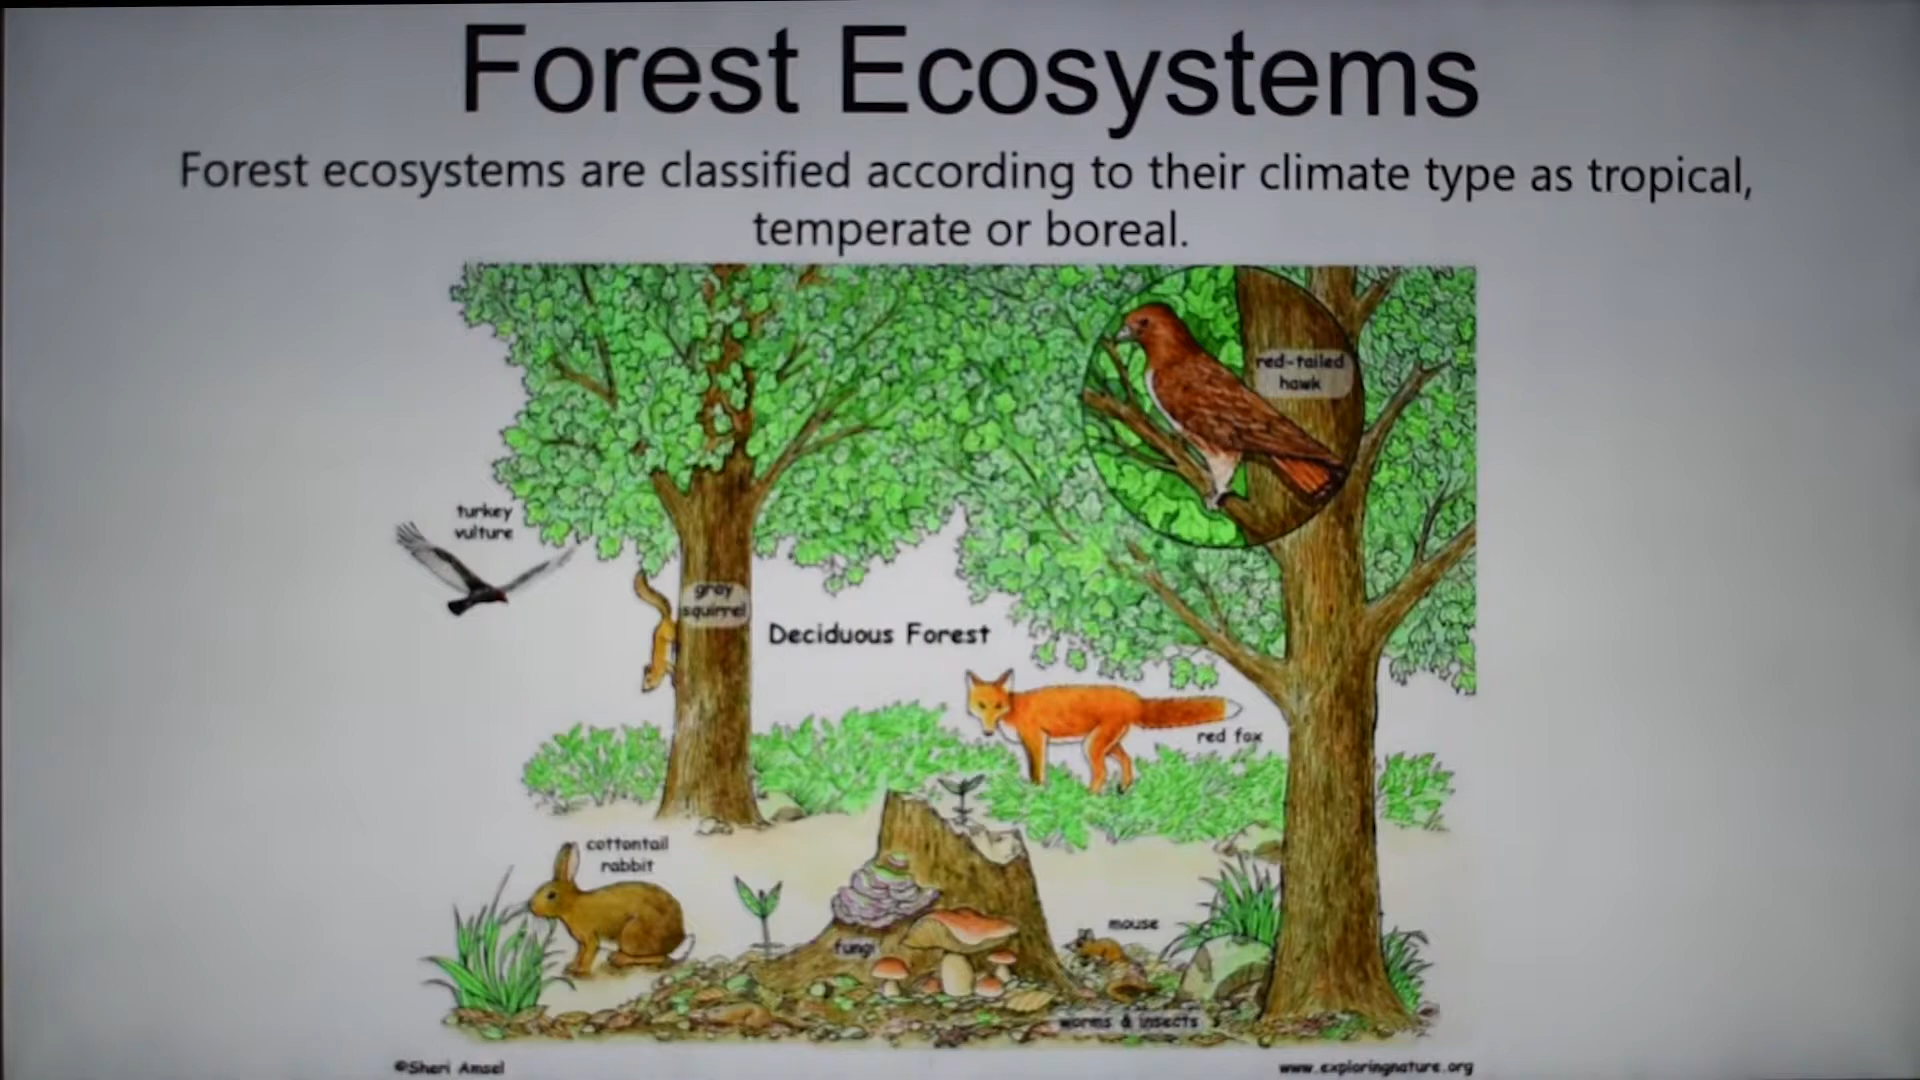 Forest Ecosystems
Forest ecosystems are classified according to their climate type as tropical,
temperate or boreal.
red-tailed
hawk
turkey
vulture
gray
squirrel
Deciduous Forest
red fox
cottontail
rabbit
mouse
fungi
worms & insects
©Sheri Amsel
www.exploringnature.org